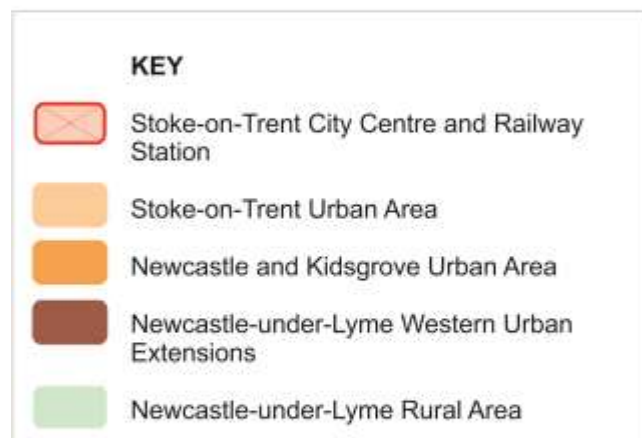 KEY
Stoke-on-Trent City Centre and Railway
Station
Stoke-on-Trent Urban Area
Newcastle and Kidsgrove Urban Area
Newcastle-under-Lyme Western Urban
Extensions
Newcastle-under-Lyme Rural Area